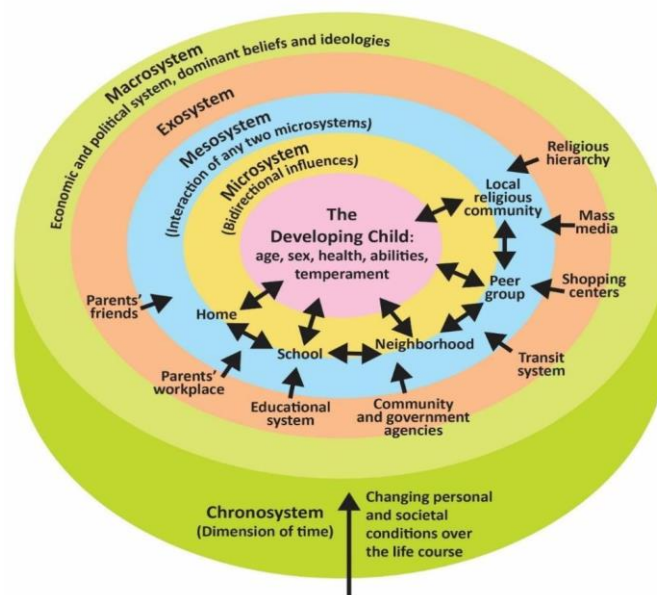 Macrosystem
Economic and political system, dominant beliefs and ideologies
Exosystem
Mesosystem
(Interaction of any two microsystems)
Microsystem
(Bidirectional influences)
The
Developing Child:
age, sex, health, abilities,
temperament
Religious
hierarchy
Local
religious
community
Mass
media
Peer
group
Shopping
centers
Parents'
friends
Home
School
Neighborhood
Transit
system
Parents'
workplace
Educational
system
Community
and government
agencies
Chronosystem
(Dimension of time)
Changing personal
and societal
conditions over
the life course